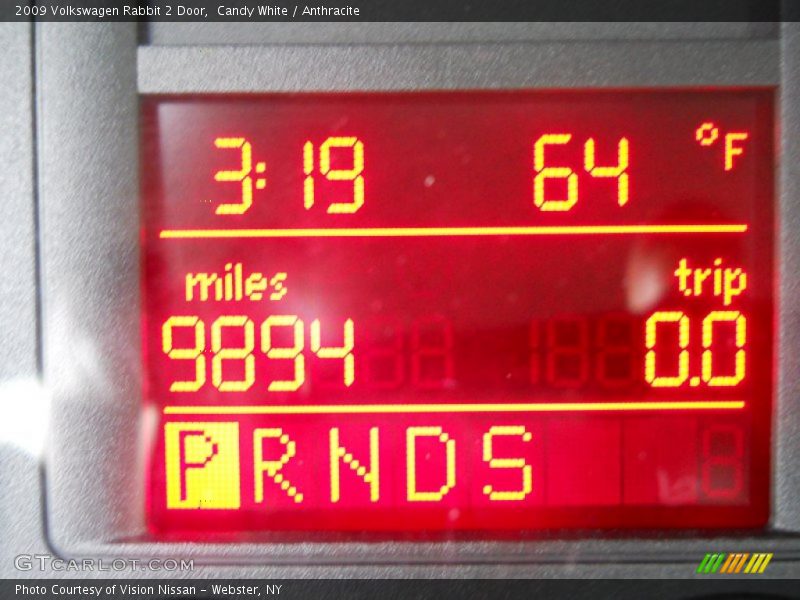 2009 Volkswagen Rabbit 2 Door,  Candy White / Anthracite
3:19 64 °F
miles trip
9894 0.0
P R N D S
GTCARLOT.COM
Photo Courtesy of Vision Nissan - Webster, NY